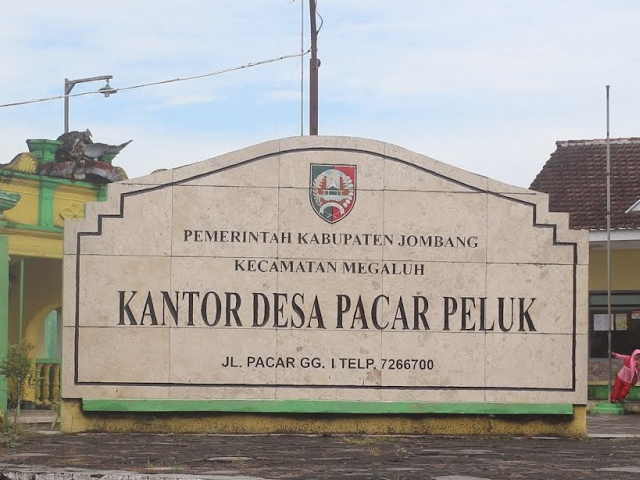 PEMERINTAH KABUPATEN JOMBANG
KECAMATAN MEGALUH
KANTOR DESA PACAR PELUK
JL. PACAR GG. I TELP. 7266700